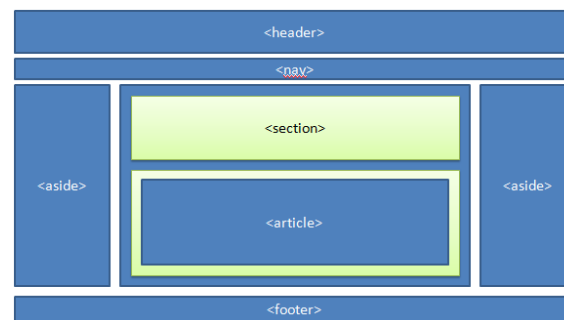 <header>
<nav>
<section>
<aside>
<aside>
<article>
<footer>